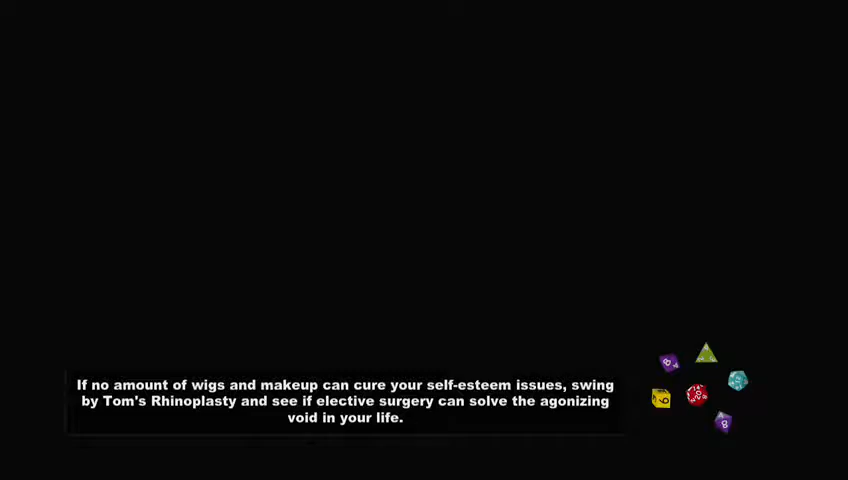 If no amount of wigs and makeup can cure your self-esteem issues, swing
by Tom's Rhinoplasty and see if elective surgery can solve the agonizing
void in your life.